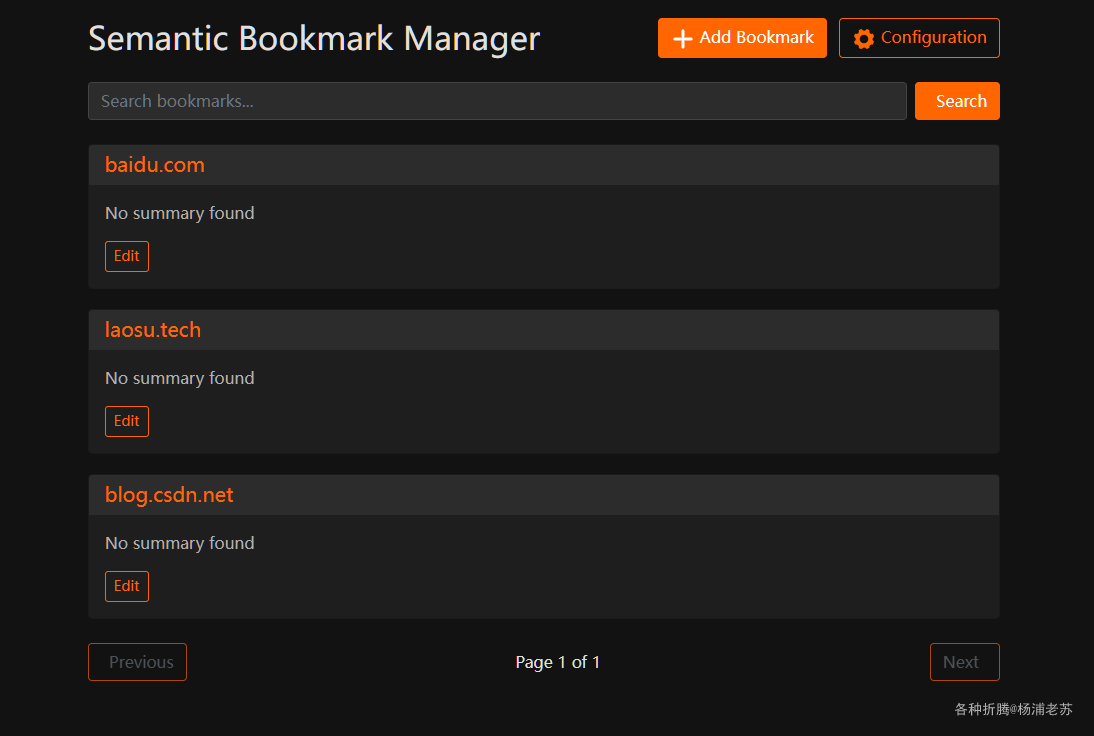 Semantic Bookmark Manager
Add Bookmark
Configuration
Search bookmarks...
Search
baidu.com
No summary found
Edit
laosu.tech
No summary found
Edit
blog.csdn.net
No summary found
Edit
Previous
Page 1 of 1
Next
各种折腾@杨浦老苏